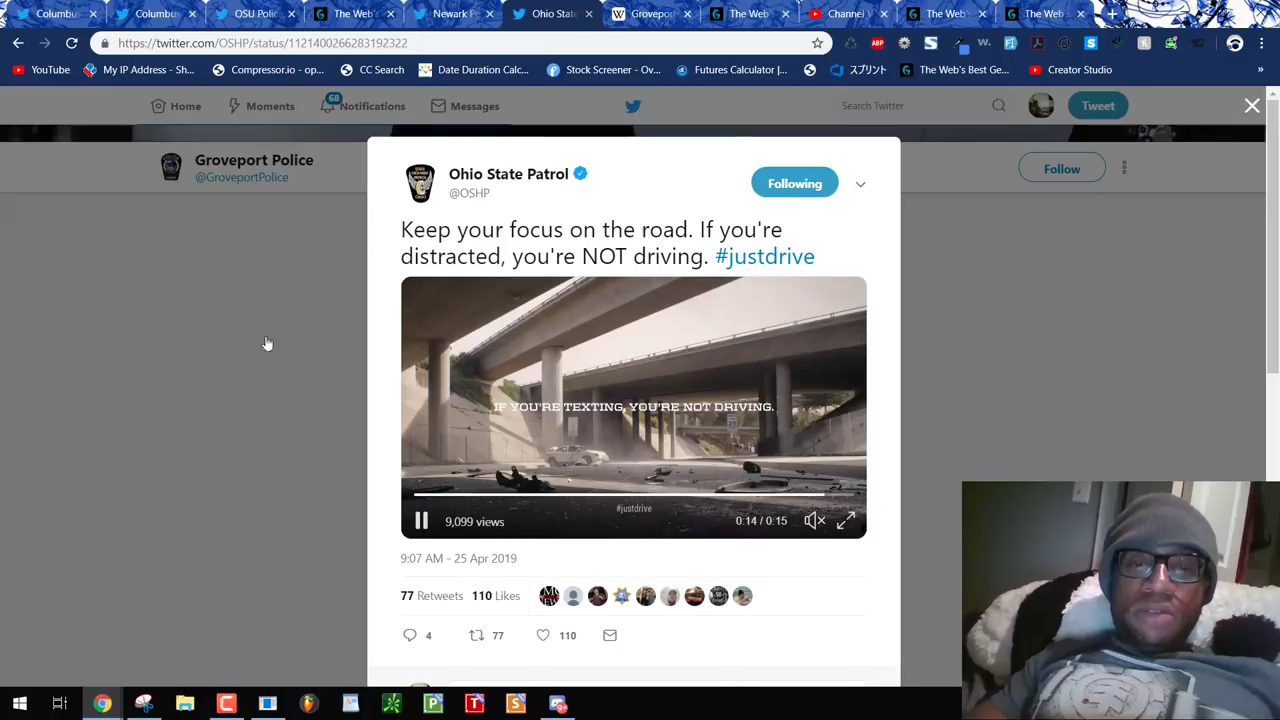 Columbus
Columbus
OSU Polic
The Web's
Newark P
Ohio State
Groveport
The Web
Channel V
The Web
The Web
https://twitter.com/OSHP/status/1121400266283192322
YouTube
My IP Address - Sh...
Compressor.io - op...
CC Search
Date Duration Calc...
Stock Screener - Ov...
Futures Calculator |...
スプリント
The Web's Best Ge...
Creator Studio
»
Home
Moments
68
Notifications
Messages
Search Twitter
Tweet
Groveport Police
@GroveportPolice
Follow
Ohio State Patrol
@OSHP
Following
Keep your focus on the road. If you're
distracted, you're NOT driving. #justdrive
IF YOU'RE TEXTING, YOU'RE NOT DRIVING.
#justdrive
9,099 views
0:14 / 0:15
9:07 AM - 25 Apr 2019
77 Retweets 110 Likes
4
77
110